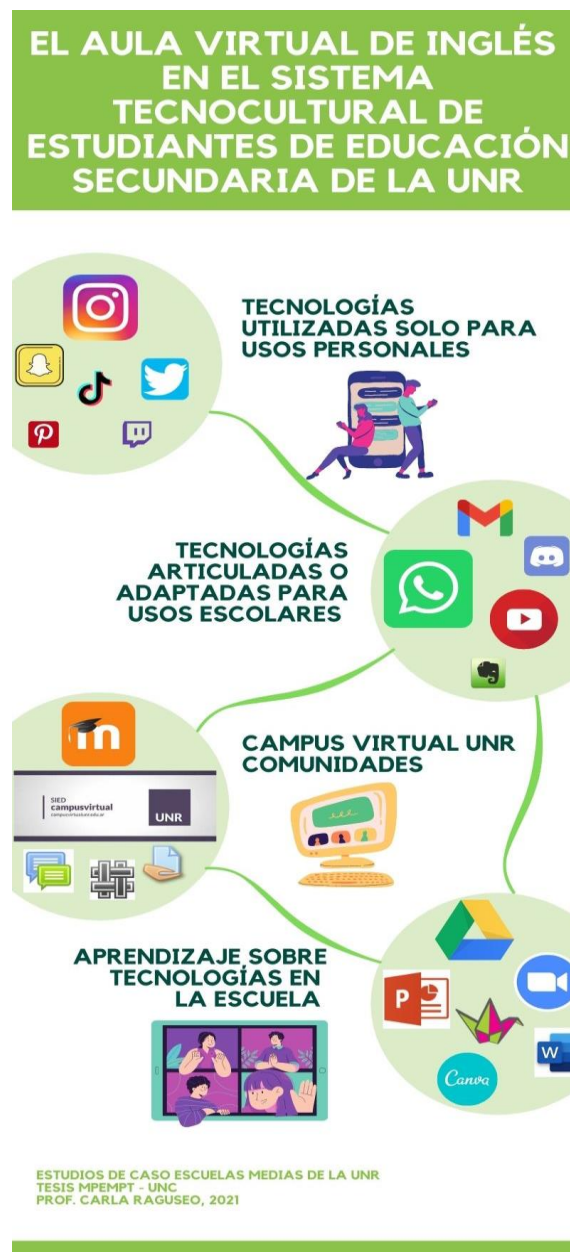 EL AULA VIRTUAL DE INGLÉS
EN EL SISTEMA
TECNOCULTURAL DE
ESTUDIANTES DE EDUCACIÓN
SECUNDARIA DE LA UNR
TECNOLOGÍAS
UTILIZADAS SOLO PARA
USOS PERSONALES
TECNOLOGÍAS
ARTICULADAS O
ADAPTADAS PARA
USOS ESCOLARES
CAMPUS VIRTUAL UNR
COMUNIDADES
m
SIED
campusvirtual
campusvirtualunr.edu.ar
UNR
APRENDIZAJE SOBRE
TECNOLOGÍAS EN
LA ESCUELA
P
W
Canva
ESTUDIOS DE CASO ESCUELAS MEDIAS DE LA UNR
TESIS MPEMPT - UNC
PROF. CARLA RAGUSEO, 2021